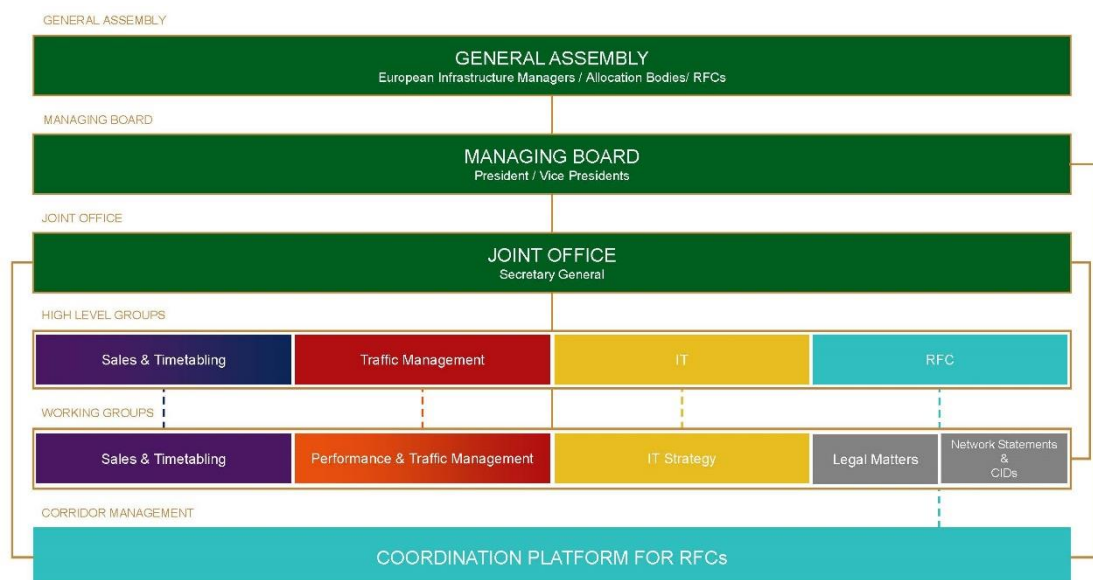 GENERAL ASSEMBLY
GENERAL ASSEMBLY
European Infrastructure Managers / Allocation Bodies/ RFCs
MANAGING BOARD
MANAGING BOARD
President / Vice Presidents
JOINT OFFICE
JOINT OFFICE
Secretary General
HIGH LEVEL GROUPS
Sales & Timetabling
Traffic Management
IT
RFC
WORKING GROUPS
Sales & Timetabling
Performance & Traffic Management
IT Strategy
Legal Matters
Network Statements
&
CIDs
CORRIDOR MANAGEMENT
COORDINATION PLATFORM FOR RFCs